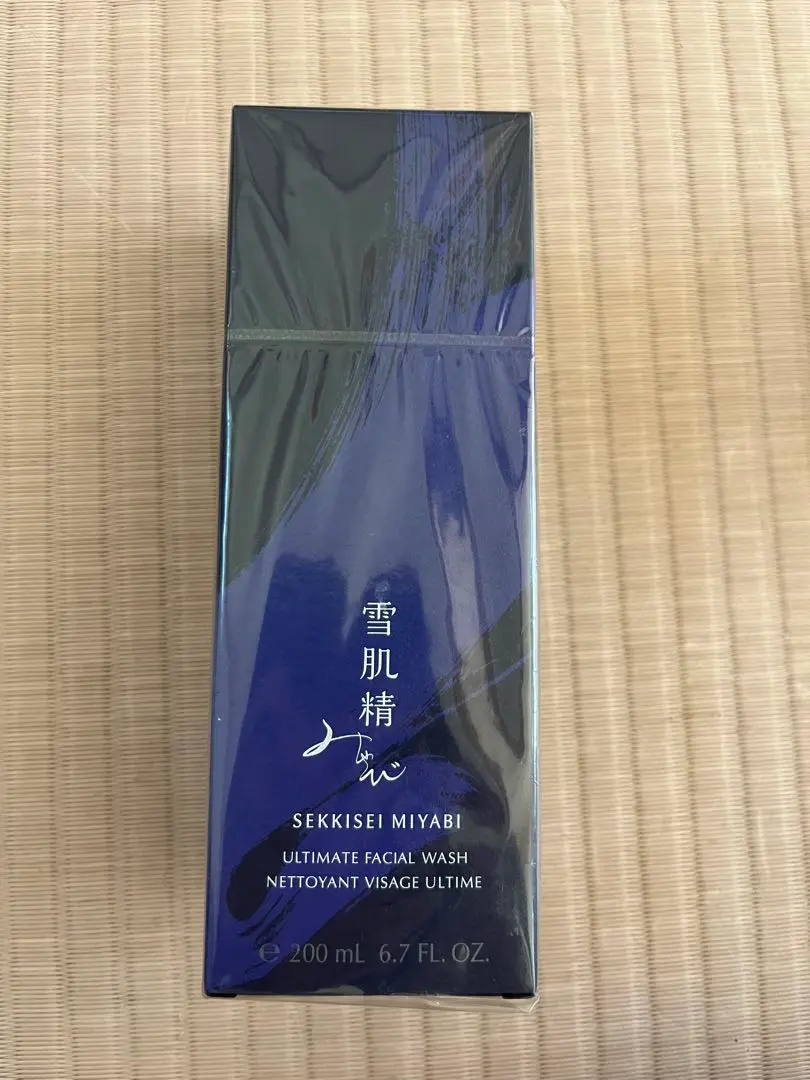 雪肌精
みやび
SEKKISEI MIYABI
ULTIMATE FACIAL WASH
NETTOYANT VISAGE ULTIME
℮ 200 mL 6.7 FL. OZ.